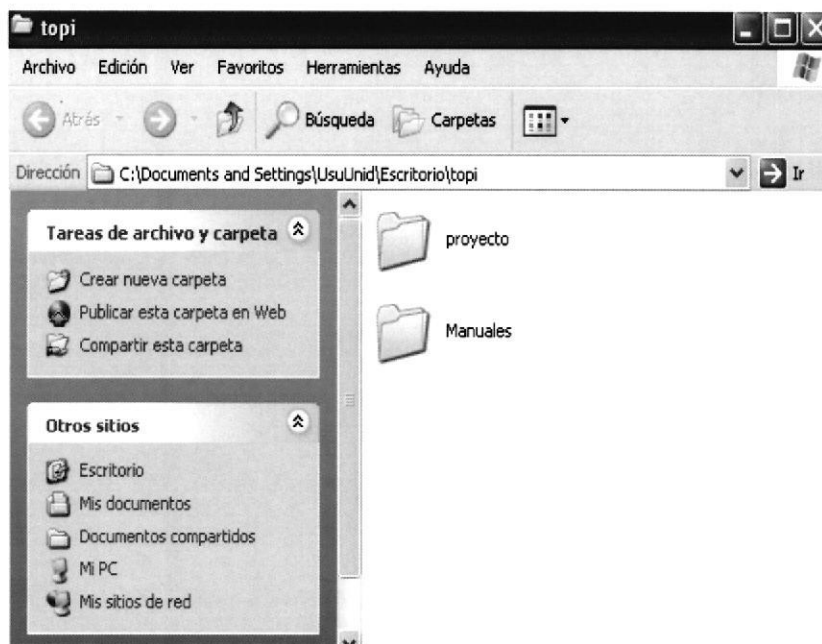 topi
Archivo Edición Ver Favoritos Herramientas Ayuda
Atrás Búsqueda Carpetas
Dirección C:\Documents and Settings\UsuUnid\Escritorio\topi Ir
Tareas de archivo y carpeta
Crear nueva carpeta
Publicar esta carpeta en Web
Compartir esta carpeta
Otros sitios
Escritorio
Mis documentos
Documentos compartidos
Mi PC
Mis sitios de red
proyecto
Manuales